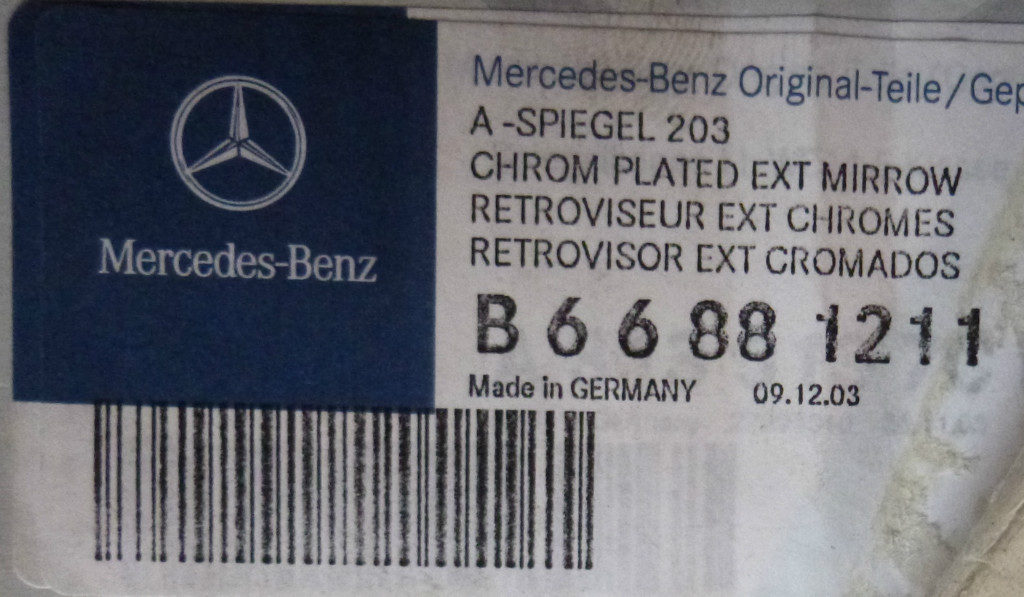 Mercedes-Benz
Mercedes-Benz Original-Teile/Gep
A-SPIEGEL 203
CHROM PLATED EXT MIRROW
RETROVISEUR EXT CHROMES
RETROVISOR EXT CROMADOS
B 6 6 88 1211
Made in GERMANY 09.12.03